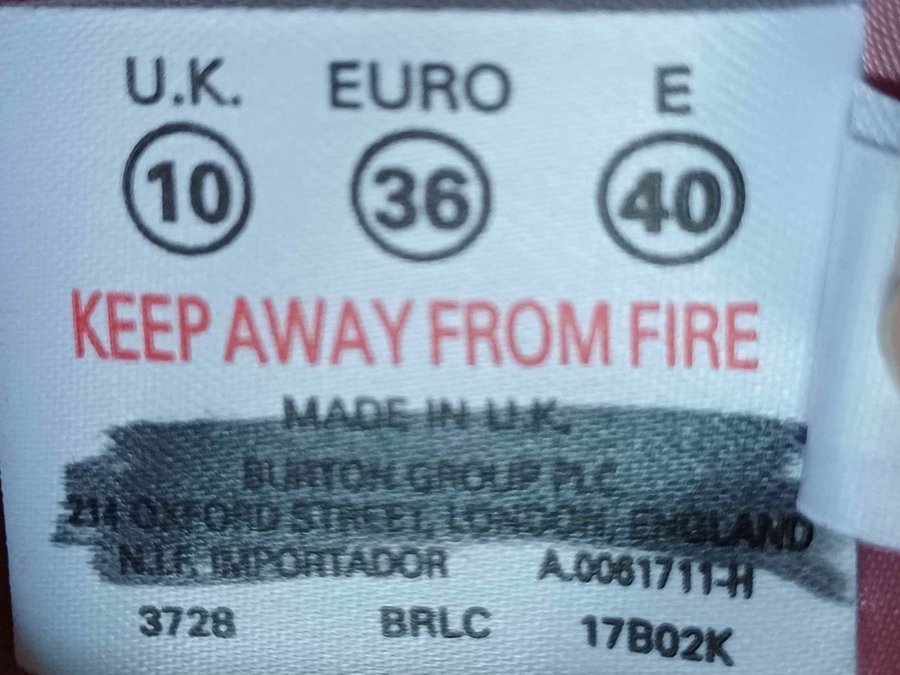 U.K. EURO E
10 36 40
KEEP AWAY FROM FIRE
MADE IN U.K.
BURTON GROUP PLC
214 OXFORD STREET, LONDON, ENGLAND
N.I.F. IMPORTADOR A.0061711-H
3728 BRLC 17B02K